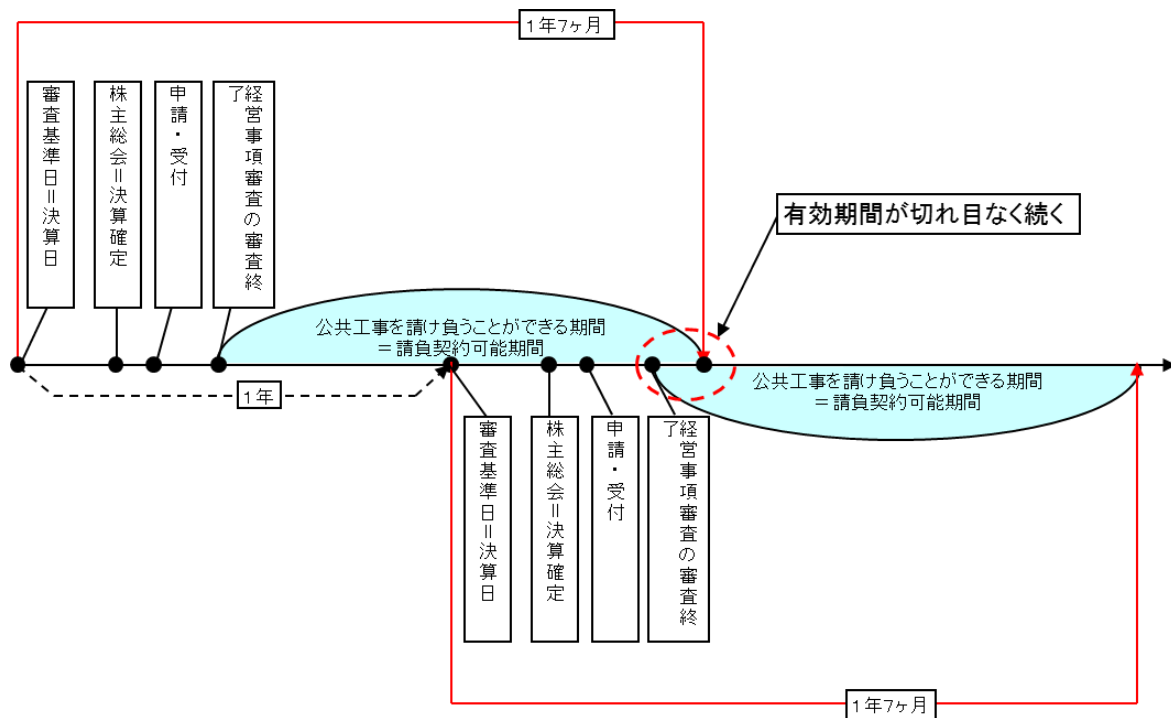 1年7ヶ月
審査基準日＝決算日
株主総会＝決算確定
申請・受付
経営事項審査の審査終
了
有効期間が切れ目なく続く
公共工事を請け負うことができる期間
＝請負契約可能期間
1年
公共工事を請け負うことができる期間
＝請負契約可能期間
審査基準日＝決算日
株主総会＝決算確定
申請・受付
経営事項審査の審査終
了
1年7ヶ月